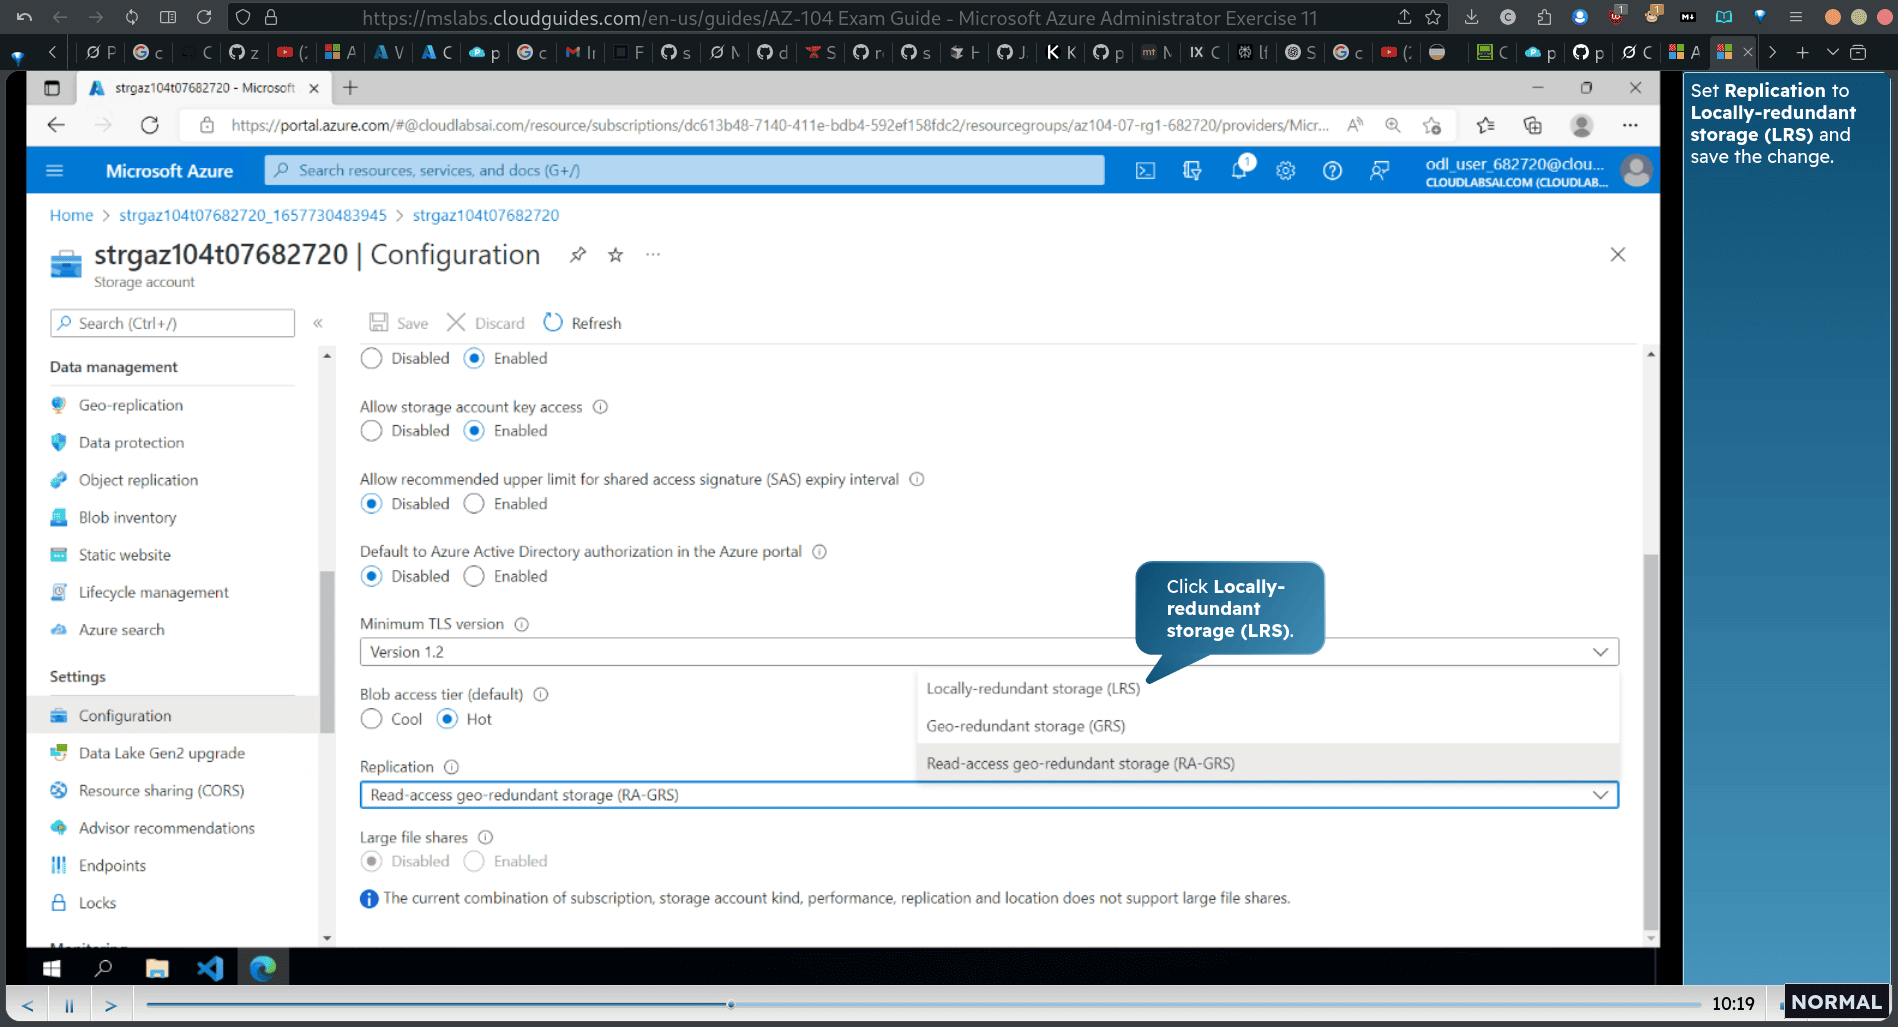 https://mslabs.cloudguides.com/en-us/guides/AZ-104 Exam Guide - Microsoft Azure Administrator Exercise 11
strgaz104t07682720 - Microsoft
https://portal.azure.com/#@cloudlabsai.com/resource/subscriptions/dc613b48-7140-411e-bdb4-592ef158fdc2/resourcegroups/az104-07-rg1-682720/providers/Micr...
Microsoft Azure
Search resources, services, and docs (G+/)
1
odl_user_682720@clou...
CLOUDLABSAI.COM (CLOUDLAB...
Home > strgaz104t07682720_1657730483945 > strgaz104t07682720
strgaz104t07682720 | Configuration
Storage account
Search (Ctrl+/)
Save
Discard
Refresh
Data management
Geo-replication
Data protection
Object replication
Blob inventory
Static website
Lifecycle management
Azure search
Settings
Configuration
Data Lake Gen2 upgrade
Resource sharing (CORS)
Advisor recommendations
Endpoints
Locks
Monitoring
Disabled Enabled
Allow storage account key access
Disabled Enabled
Allow recommended upper limit for shared access signature (SAS) expiry interval
Disabled Enabled
Default to Azure Active Directory authorization in the Azure portal
Disabled Enabled
Minimum TLS version
Version 1.2
Blob access tier (default)
Cool Hot
Locally-redundant storage (LRS)
Geo-redundant storage (GRS)
Read-access geo-redundant storage (RA-GRS)
Replication
Read-access geo-redundant storage (RA-GRS)
Large file shares
Disabled Enabled
The current combination of subscription, storage account kind, performance, replication and location does not support large file shares.
Click Locally-
redundant
storage (LRS).
Set Replication to
Locally-redundant
storage (LRS) and
save the change.
10:19
NORMAL